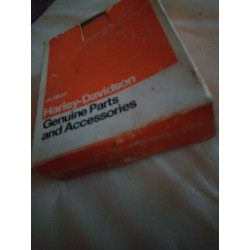 Harley-Davidson
Genuine Parts
and Accessories